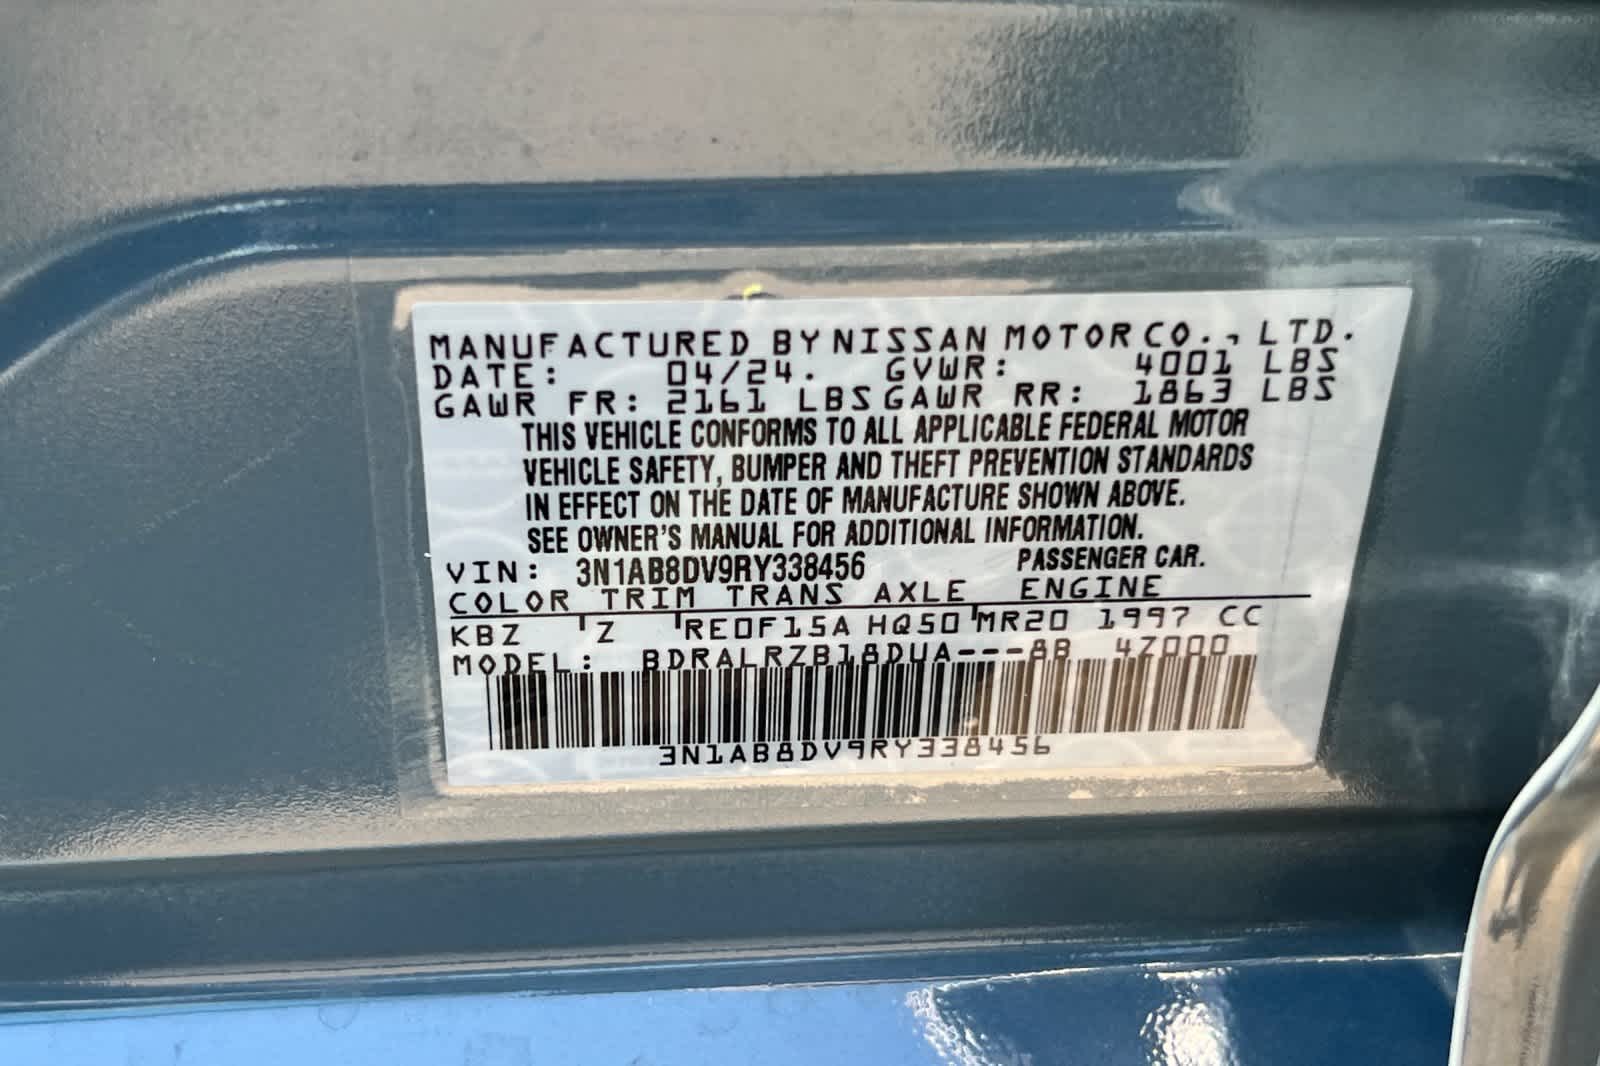 MANUFACTURED BY NISSAN MOTOR CO., LTD.
DATE: 04/24. GVWR: 4001 LBS
GAWR FR: 2161 LBS GAWR RR: 1863 LBS
THIS VEHICLE CONFORMS TO ALL APPLICABLE FEDERAL MOTOR
VEHICLE SAFETY, BUMPER AND THEFT PREVENTION STANDARDS
IN EFFECT ON THE DATE OF MANUFACTURE SHOWN ABOVE.
SEE OWNER'S MANUAL FOR ADDITIONAL INFORMATION.
VIN: 3N1AB8DV9RY338456 PASSENGER CAR.
COLOR TRIM TRANS AXLE ENGINE
KBZ Z RE0F15A HQ50 MR20 1997 CC
MODEL: BDRALRZB18DUA---8B 4Z000
3N1AB8DV9RY338456